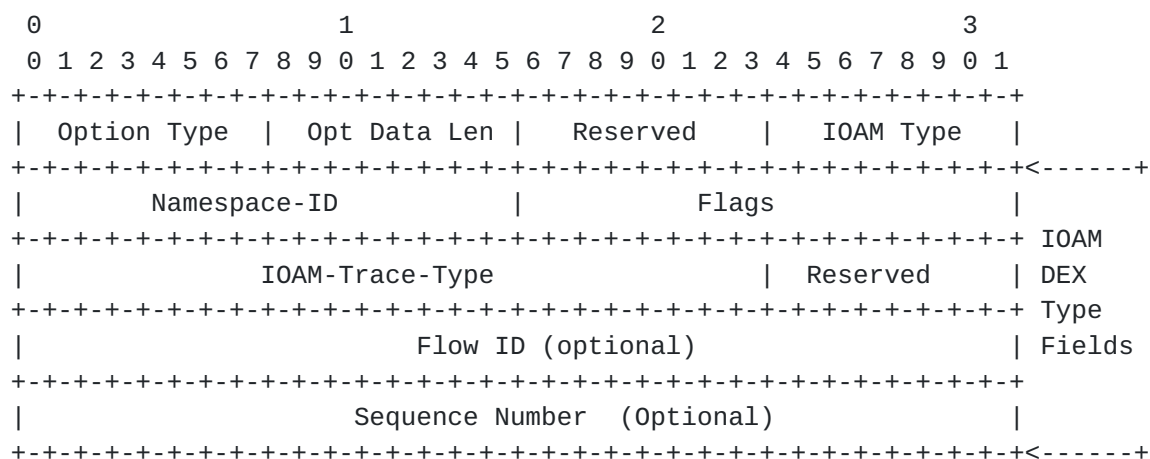 0                   1                   2                   3
 0 1 2 3 4 5 6 7 8 9 0 1 2 3 4 5 6 7 8 9 0 1 2 3 4 5 6 7 8 9 0 1
+-+-+-+-+-+-+-+-+-+-+-+-+-+-+-+-+-+-+-+-+-+-+-+-+-+-+-+-+-+-+-+-+
|  Option Type  |  Opt Data Len |   Reserved    |   IOAM Type   |
+-+-+-+-+-+-+-+-+-+-+-+-+-+-+-+-+-+-+-+-+-+-+-+-+-+-+-+-+-+-+-+-+<------+
|        Namespace-ID           |           Flags               |
+-+-+-+-+-+-+-+-+-+-+-+-+-+-+-+-+-+-+-+-+-+-+-+-+-+-+-+-+-+-+-+-+ IOAM
|               IOAM-Trace-Type                 |  Reserved     | DEX
+-+-+-+-+-+-+-+-+-+-+-+-+-+-+-+-+-+-+-+-+-+-+-+-+-+-+-+-+-+-+-+-+ Type
|                         Flow ID (optional)                    | Fields
+-+-+-+-+-+-+-+-+-+-+-+-+-+-+-+-+-+-+-+-+-+-+-+-+-+-+-+-+-+-+-+-+
|                     Sequence Number  (Optional)               |
+-+-+-+-+-+-+-+-+-+-+-+-+-+-+-+-+-+-+-+-+-+-+-+-+-+-+-+-+-+-+-+-+<------+